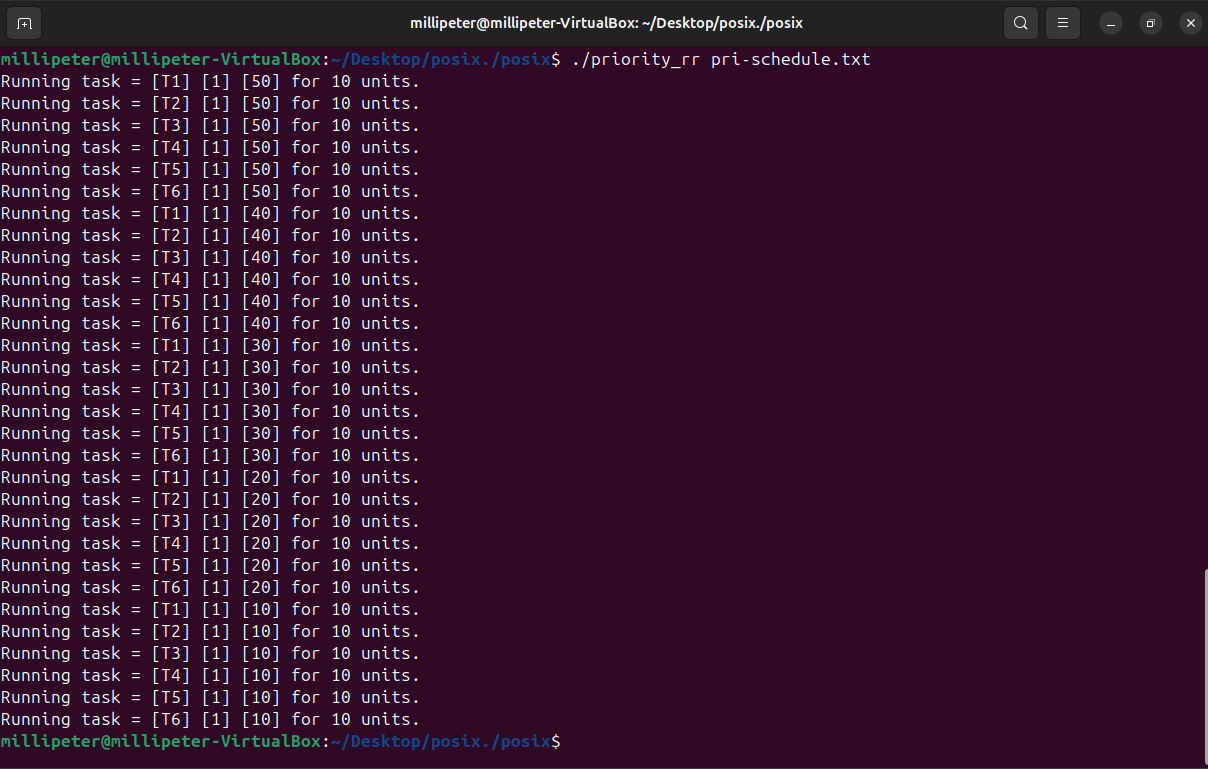 millipeter@millipeter-VirtualBox: ~/Desktop/posix./posix
millipeter@millipeter-VirtualBox:~/Desktop/posix./posix$ ./priority_rr pri-schedule.txt
Running task = [T1] [1] [50] for 10 units.
Running task = [T2] [1] [50] for 10 units.
Running task = [T3] [1] [50] for 10 units.
Running task = [T4] [1] [50] for 10 units.
Running task = [T5] [1] [50] for 10 units.
Running task = [T6] [1] [50] for 10 units.
Running task = [T1] [1] [40] for 10 units.
Running task = [T2] [1] [40] for 10 units.
Running task = [T3] [1] [40] for 10 units.
Running task = [T4] [1] [40] for 10 units.
Running task = [T5] [1] [40] for 10 units.
Running task = [T6] [1] [40] for 10 units.
Running task = [T1] [1] [30] for 10 units.
Running task = [T2] [1] [30] for 10 units.
Running task = [T3] [1] [30] for 10 units.
Running task = [T4] [1] [30] for 10 units.
Running task = [T5] [1] [30] for 10 units.
Running task = [T6] [1] [30] for 10 units.
Running task = [T1] [1] [20] for 10 units.
Running task = [T2] [1] [20] for 10 units.
Running task = [T3] [1] [20] for 10 units.
Running task = [T4] [1] [20] for 10 units.
Running task = [T5] [1] [20] for 10 units.
Running task = [T6] [1] [20] for 10 units.
Running task = [T1] [1] [10] for 10 units.
Running task = [T2] [1] [10] for 10 units.
Running task = [T3] [1] [10] for 10 units.
Running task = [T4] [1] [10] for 10 units.
Running task = [T5] [1] [10] for 10 units.
Running task = [T6] [1] [10] for 10 units.
millipeter@millipeter-VirtualBox:~/Desktop/posix./posix$